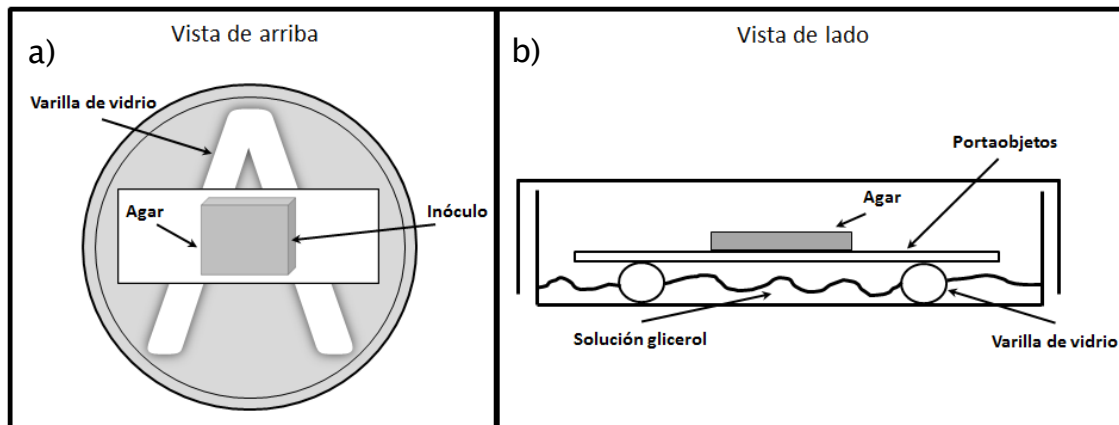 a)
Vista de arriba
Varilla de vidrio
Agar
Inóculo
b)
Vista de lado
Portaobjetos
Agar
Solución glicerol
Varilla de vidrio